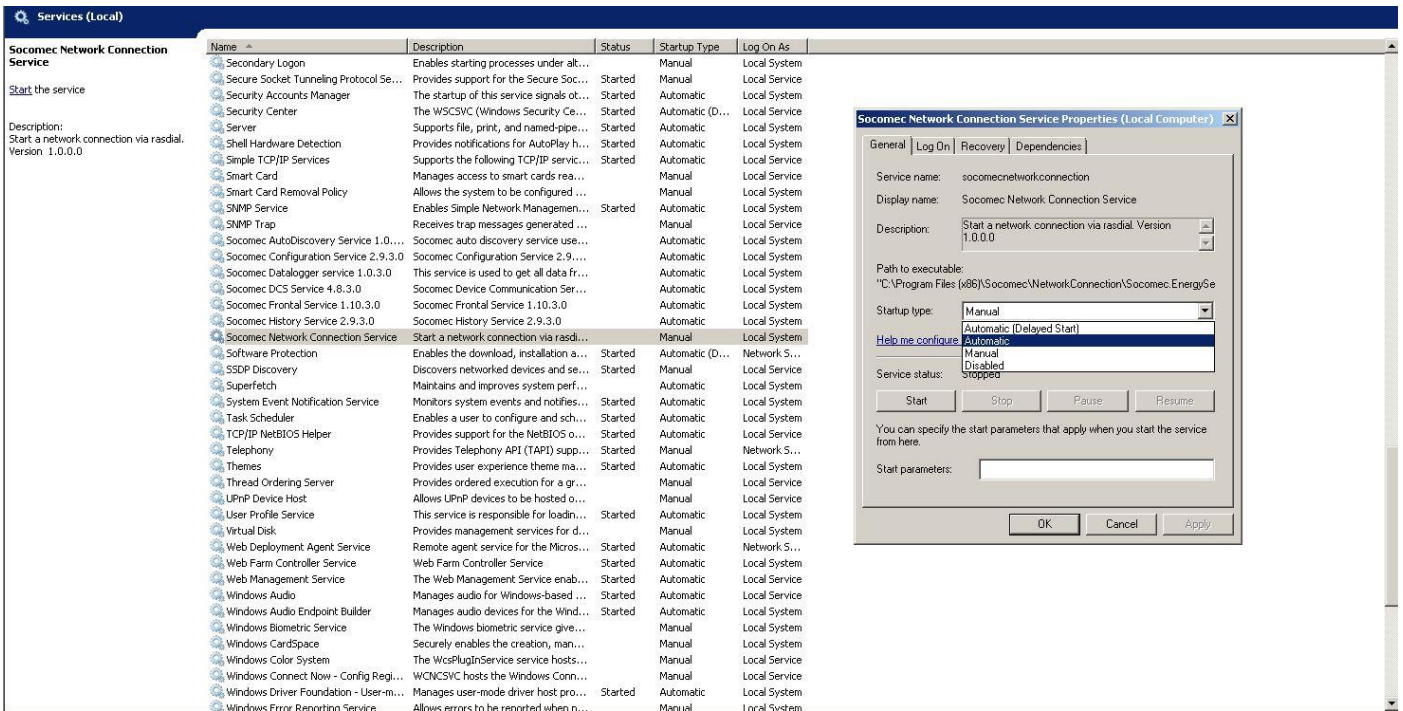 Services (Local)
Socomec Network Connection
Service
Start the service
Description:
Start a network connection via rasdial.
Version 1.0.0.0
Name Description Status Startup Type Log On As
Secondary Logon Enables starting processes under alt... Manual Local System
Secure Socket Tunneling Protocol Se... Provides support for the Secure Soc... Started Manual Local Service
Security Accounts Manager The startup of this service signals ot... Started Automatic Local System
Security Center The WSCSVC (Windows Security Ce... Started Automatic (D... Local Service
Server Supports file, print, and named-pipe... Started Automatic Local System
Shell Hardware Detection Provides notifications for AutoPlay h... Started Automatic Local System
Simple TCP/IP Services Supports the following TCP/IP servic... Started Automatic Local Service
Smart Card Manages access to smart cards rea... Manual Local Service
Smart Card Removal Policy Allows the system to be configured ... Manual Local System
SNMP Service Enables Simple Network Managemen... Started Automatic Local System
SNMP Trap Receives trap messages generated ... Manual Local Service
Socomec AutoDiscovery Service 1.0.... Socomec auto discovery service use... Automatic Local System
Socomec Configuration Service 2.9.3.0 Socomec Configuration Service 2.9.... Automatic Local System
Socomec Datalogger service 1.0.3.0 This service is used to get all data fr... Automatic Local System
Socomec DCS Service 4.8.3.0 Socomec Device Communication Ser... Automatic Local System
Socomec Frontal Service 1.10.3.0 Socomec Frontal Service 1.10.3.0 Automatic Local System
Socomec History Service 2.9.3.0 Socomec History Service 2.9.3.0 Automatic Local System
Socomec Network Connection Service Start a network connection via rasdi... Manual Local System
Software Protection Enables the download, installation a... Started Automatic (D... Network S...
SSDP Discovery Discovers networked devices and se... Started Manual Local Service
Superfetch Maintains and improves system perf... Automatic Local System
System Event Notification Service Monitors system events and notifies... Started Automatic Local System
Task Scheduler Enables a user to configure and sch... Started Automatic Local System
TCP/IP NetBIOS Helper Provides support for the NetBIOS o... Started Automatic Local Service
Telephony Provides Telephony API (TAPI) supp... Started Manual Network S...
Themes Provides user experience theme ma... Started Automatic Local System
Thread Ordering Server Provides ordered execution for a gr... Manual Local Service
UPnP Device Host Allows UPnP devices to be hosted o... Manual Local Service
User Profile Service This service is responsible for loadin... Started Automatic Local System
Virtual Disk Provides management services for d... Manual Local System
Web Deployment Agent Service Remote agent service for the Micros... Started Automatic Network S...
Web Farm Controller Service Web Farm Controller Service Started Automatic Local System
Web Management Service The Web Management Service enab... Started Automatic Local Service
Windows Audio Manages audio for Windows-based ... Started Automatic Local Service
Windows Audio Endpoint Builder Manages audio devices for the Wind... Started Automatic Local System
Windows Biometric Service The Windows biometric service give... Manual Local System
Windows CardSpace Securely enables the creation, man... Manual Local System
Windows Color System The WcsPlugInService service hosts... Manual Local Service
Windows Connect Now - Config Regi... WCNCSVC hosts the Windows Conn... Manual Local Service
Windows Driver Foundation - User-m... Manages user-mode driver host pro... Started Automatic Local System
Windows Error Reporting Service Allows errors to be reported when p... Manual Local System
Socomec Network Connection Service Properties (Local Computer)
General Log On Recovery Dependencies
Service name: socomecnetworkconnection
Display name: Socomec Network Connection Service
Description: Start a network connection via rasdial. Version
1.0.0.0
Path to executable:
"C:\Program Files (x86)\Socomec\NetworkConnection\Socomec.EnergySe
Startup type: Manual
Automatic (Delayed Start)
Help me configure Automatic
Manual
Disabled
Service status: Stopped
Start Stop Pause Resume
You can specify the start parameters that apply when you start the service
from here.
Start parameters:
OK Cancel Apply